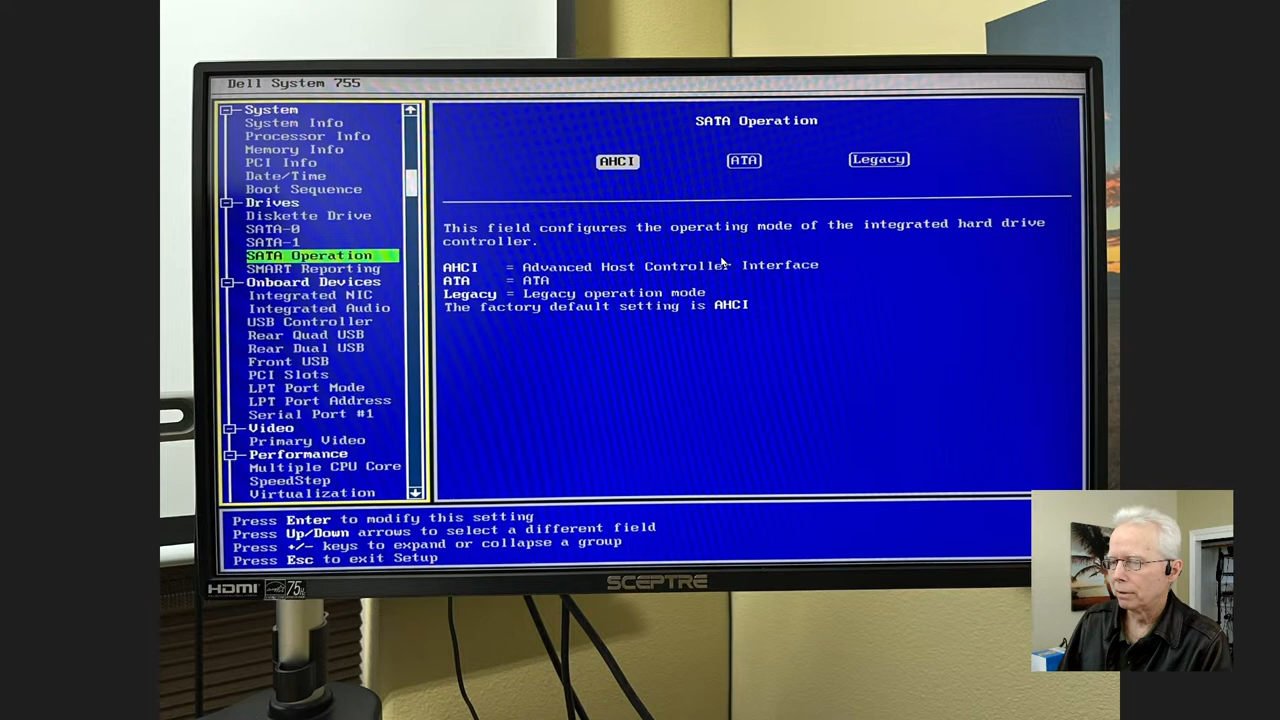 Dell System 755
System
System Info
Processor Info
Memory Info
PCI Info
Date/Time
Boot Sequence
Drives
Diskette Drive
SATA-0
SATA-1
SATA Operation
SMART Reporting
Onboard Devices
Integrated NIC
Integrated Audio
USB Controller
Rear Quad USB
Rear Dual USB
Front USB
PCI Slots
LPT Port Mode
LPT Port Address
Serial Port #1
Video
Primary Video
Performance
Multiple CPU Core
SpeedStep
Virtualization
SATA Operation
AHCI ATA Legacy
This field configures the operating mode of the integrated hard drive
controller.
AHCI = Advanced Host Controller Interface
ATA = ATA
Legacy = Legacy operation mode
The factory default setting is AHCI
Press Enter to modify this setting
Press Up/Down arrows to select a different field
Press +/- keys to expand or collapse a group
Press Esc to exit Setup
HDMI
SCEPTRE